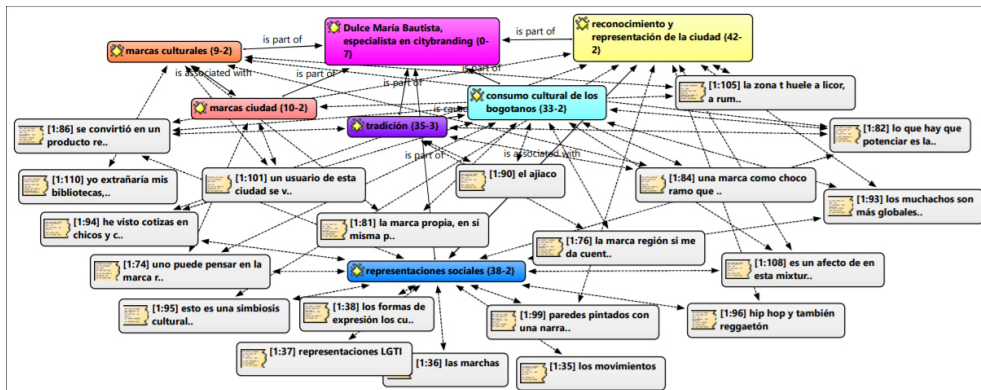 Dulce María Bautista,
especialista en citybranding {0-
7}
reconocimiento y
representación de la ciudad {42-
2}
is part of
is part of
marcas culturales {9-2}
is associated with
is part of
is part of
marcas ciudad {10-2}
consumo cultural de los
bogotanos {33-2}
[1:105] la zona t huele a licor,
a rum..
is cause
[1:86] se convirtió en un
producto re..
tradición {35-3}
[1:82] lo que hay que
potenciar es la..
is part of
is associated with
[1:110] yo extrañaría mis
bibliotecas,..
[1:101] un usuario de esta
ciudad se v..
[1:90] el ajiaco
[1:84] una marca como choco
ramo que ..
[1:93] los muchachos son
más globales..
[1:94] he visto cotizas en
chicos y c..
[1:81] la marca propia, en si
misma p..
[1:76] la marca región si me
da cuent..
[1:74] uno puede pensar en la
marca r..
representaciones sociales {38-2}
[1:108] es un afecto de en
esta mixtur..
[1:95] esto es una simbiosis
cultural..
[1:38] los formas de
expresión los cu..
[1:99] paredes pintados con
una narra..
[1:96] hip hop y también
reggaetón
[1:37] representaciones LGTI
[1:36] las marchas
[1:35] los movimientos